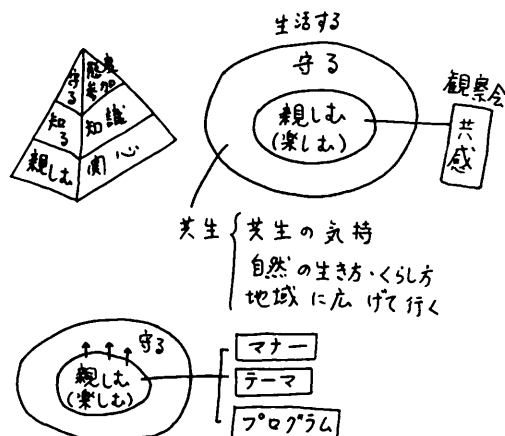 生活する
守る
親しむ
(楽しむ)
観察会
共感
守る 態度 参加
知る 知識
親しむ 関心
共生
共生の気持
自然の生き方・くらし方
地域に広げて行く
守る
親しむ
(楽しむ)
マナー
テーマ
プログラム